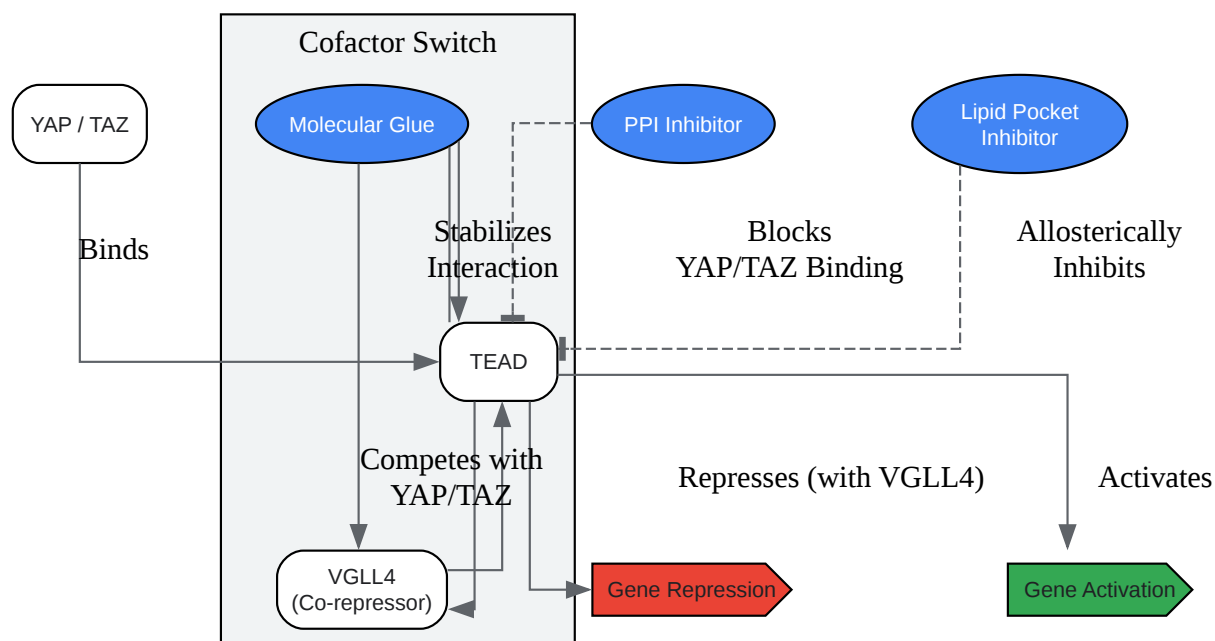 Cofactor Switch
YAP / TAZ
Molecular Glue
PPI Inhibitor
Lipid Pocket
Inhibitor
Binds
Stabilizes
Interaction
Blocks
YAP/TAZ Binding
Allosterically
Inhibits
TEAD
Competes with
YAP/TAZ
Represses (with VGLL4)
Activates
VGLL4
(Co-repressor)
Gene Repression
Gene Activation